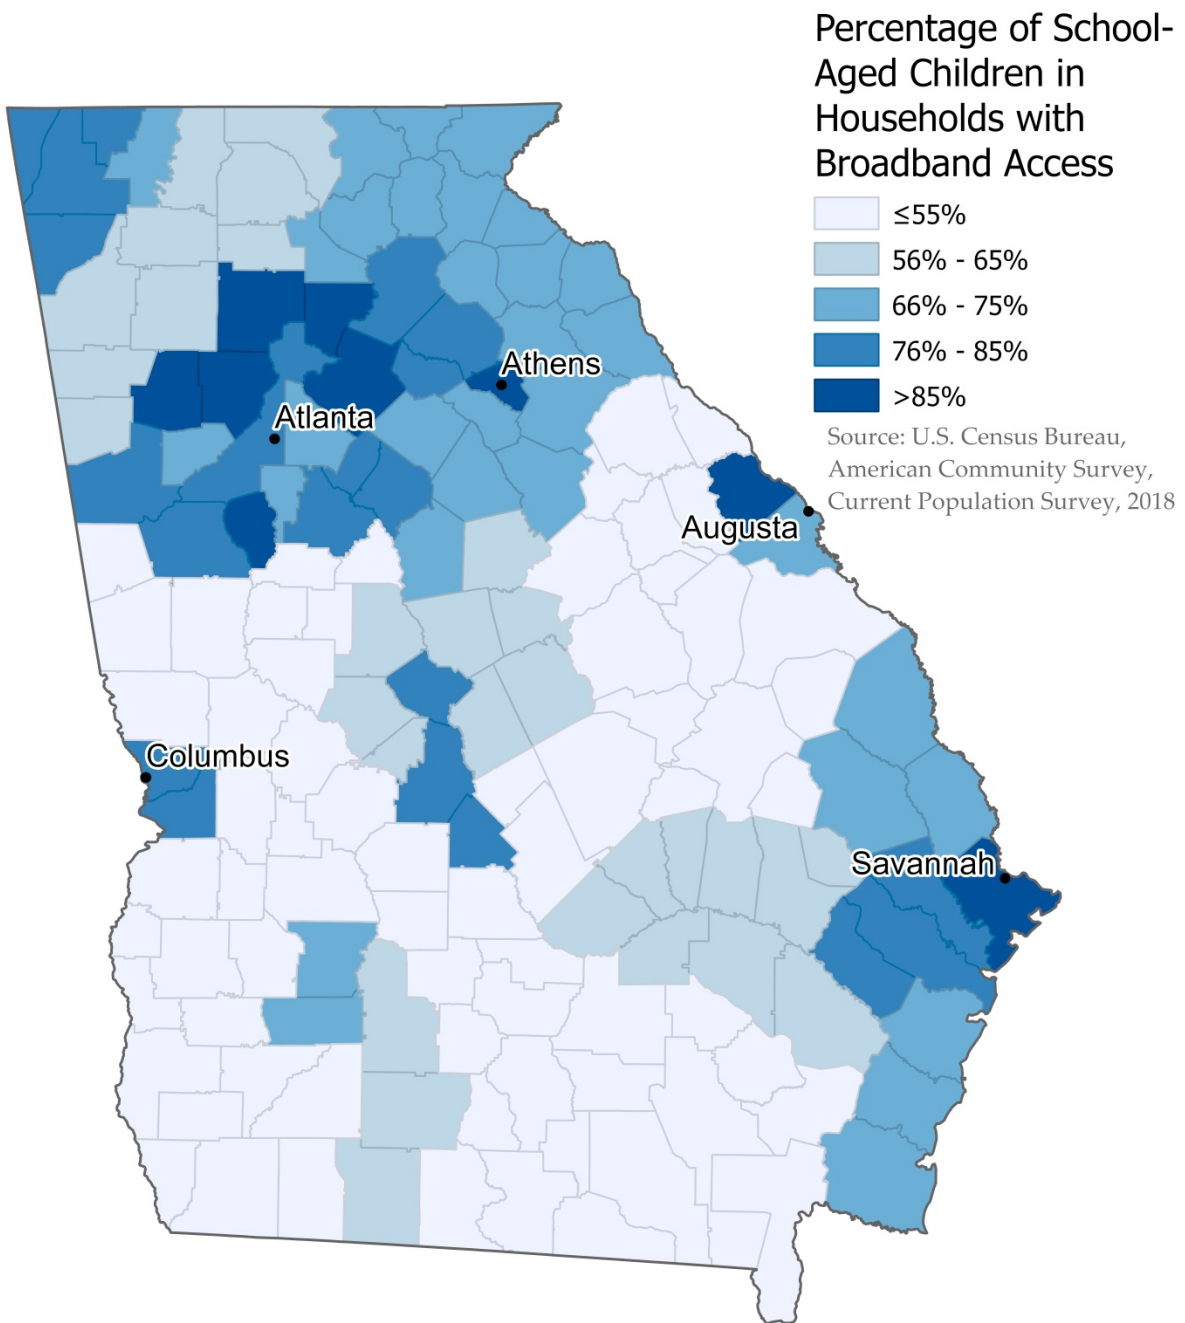 Percentage of School-
Aged Children in
Households with
Broadband Access
≤55%
56% - 65%
66% - 75%
76% - 85%
>85%
Source: U.S. Census Bureau,
American Community Survey,
Current Population Survey, 2018
Athens
Atlanta
Augusta
Columbus
Savannah